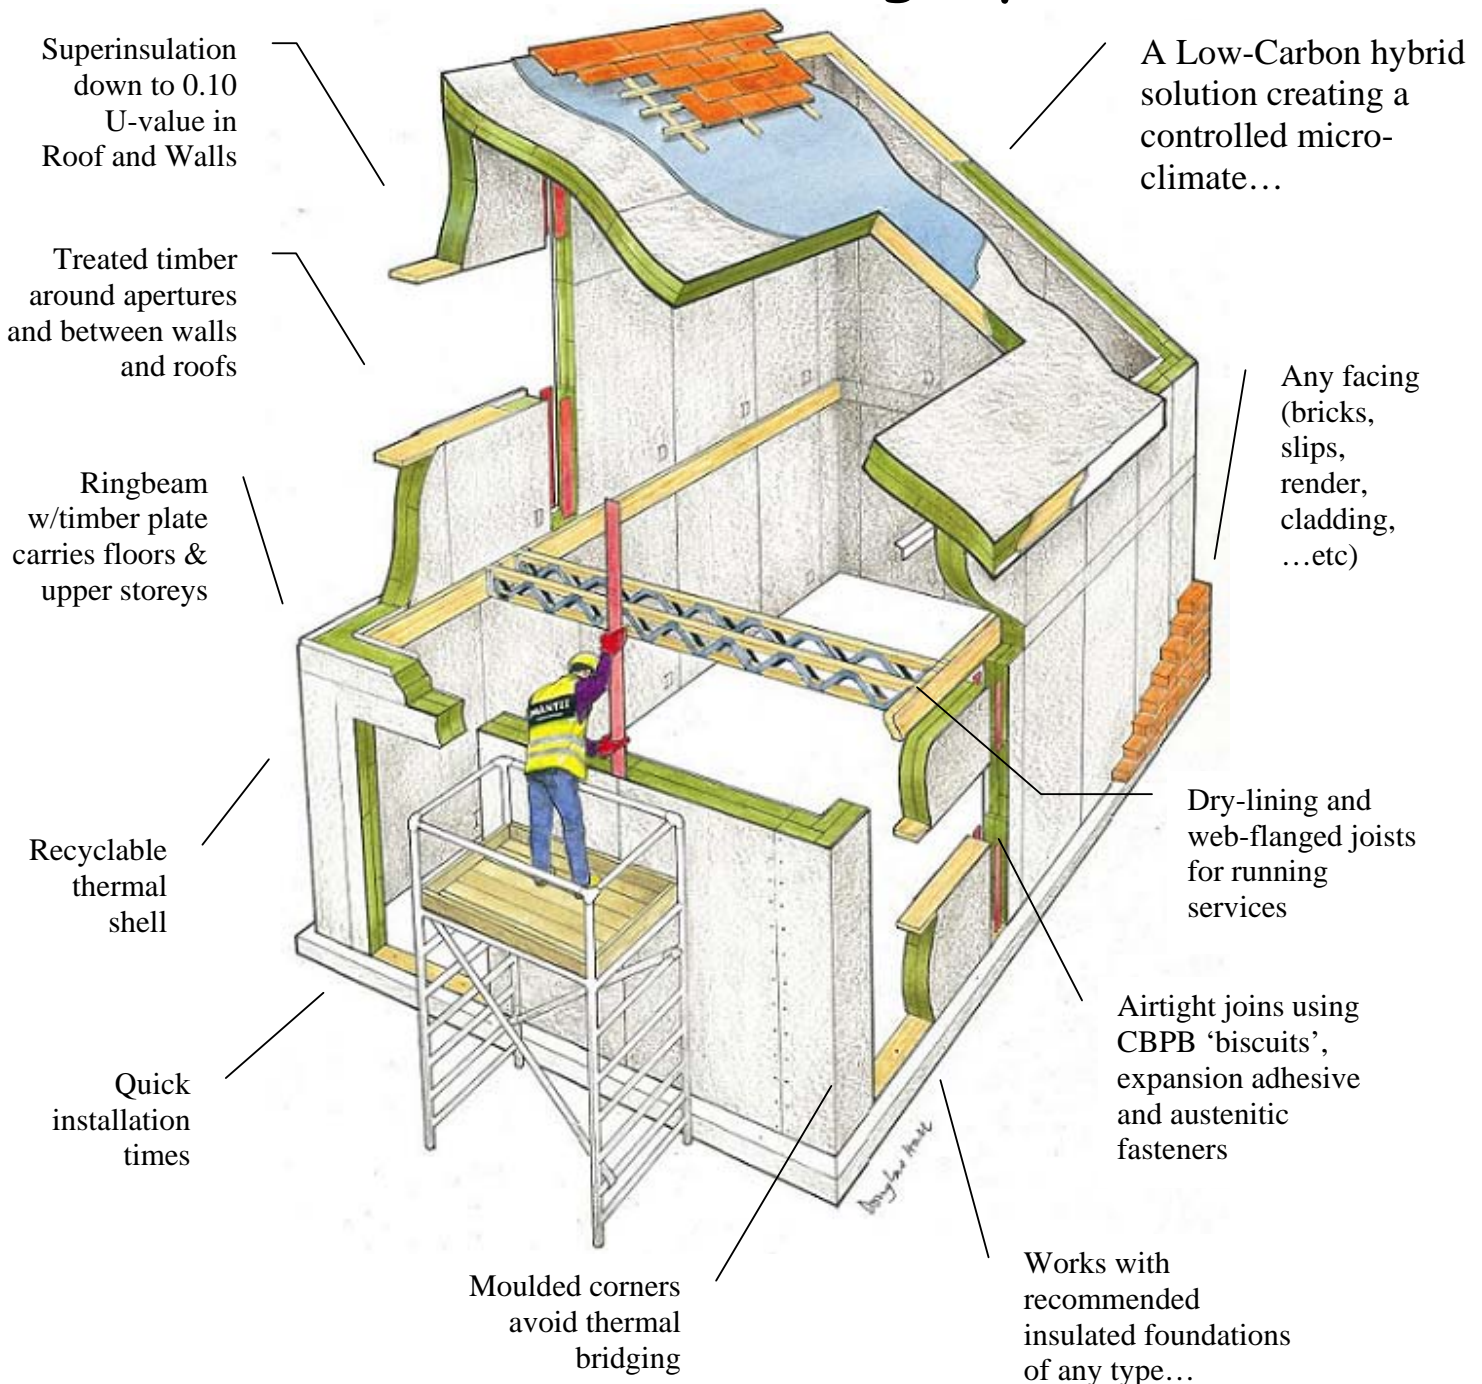 Superinsulation
down to 0.10
U-value in
Roof and Walls
A Low-Carbon hybrid
solution creating a
controlled micro-
climate…
Treated timber
around apertures
and between walls
and roofs
Any facing
(bricks,
slips,
render,
cladding,
…etc)
Ringbeam
w/timber plate
carries floors &
upper storeys
Recyclable
thermal
shell
Dry-lining and
web-flanged joists
for running
services
Quick
installation
times
Airtight joins using
CBPB ‘biscuits’,
expansion adhesive
and austenitic
fasteners
Moulded corners
avoid thermal
bridging
Works with
recommended
insulated foundations
of any type…